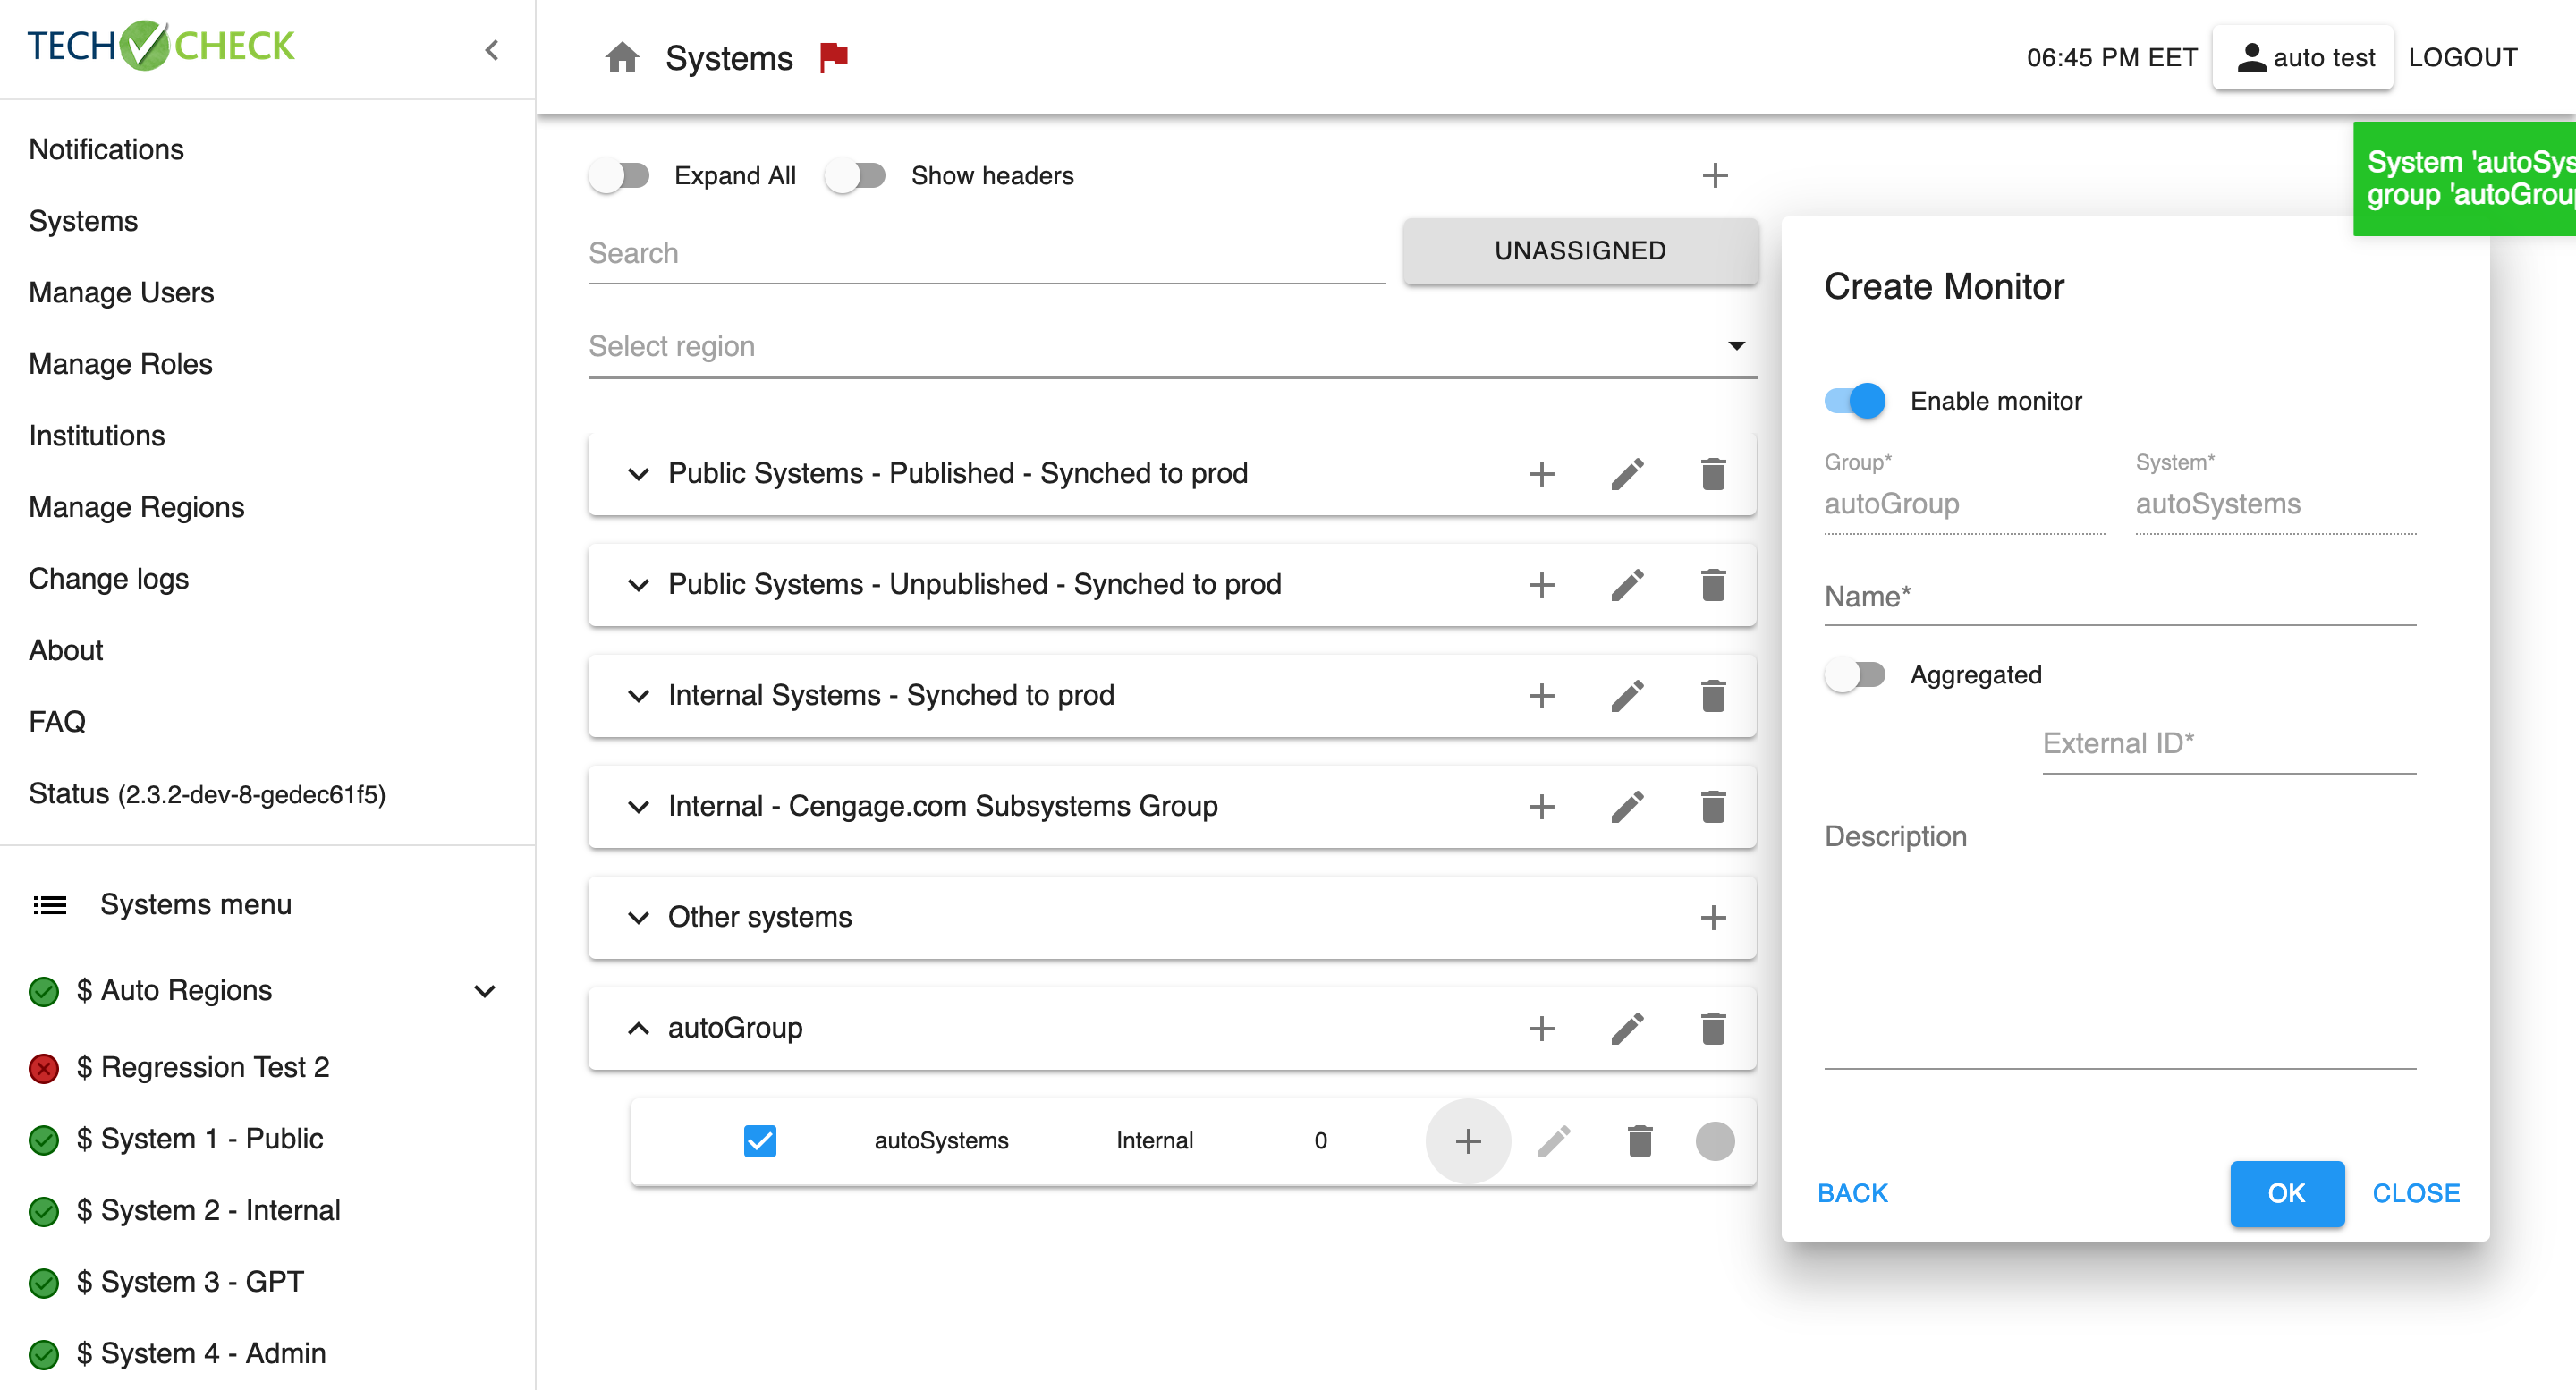 TECH CHECK
Systems
06:45 PM EET
auto test
LOGOUT
Notifications
Systems
Manage Users
Manage Roles
Institutions
Manage Regions
Change logs
About
FAQ
Status (2.3.2-dev-8-gedec61f5)
Systems menu
$ Auto Regions
$ Regression Test 2
$ System 1 - Public
$ System 2 - Internal
$ System 3 - GPT
$ System 4 - Admin
Expand All
Show headers
Search
UNASSIGNED
Select region
Public Systems - Published - Synched to prod
Public Systems - Unpublished - Synched to prod
Internal Systems - Synched to prod
Internal - Cengage.com Subsystems Group
Other systems
autoGroup
autoSystems Internal 0
System 'autoSys
group 'autoGrou
Create Monitor
Enable monitor
Group* System*
autoGroup autoSystems
Name*
Aggregated
External ID*
Description
BACK OK CLOSE